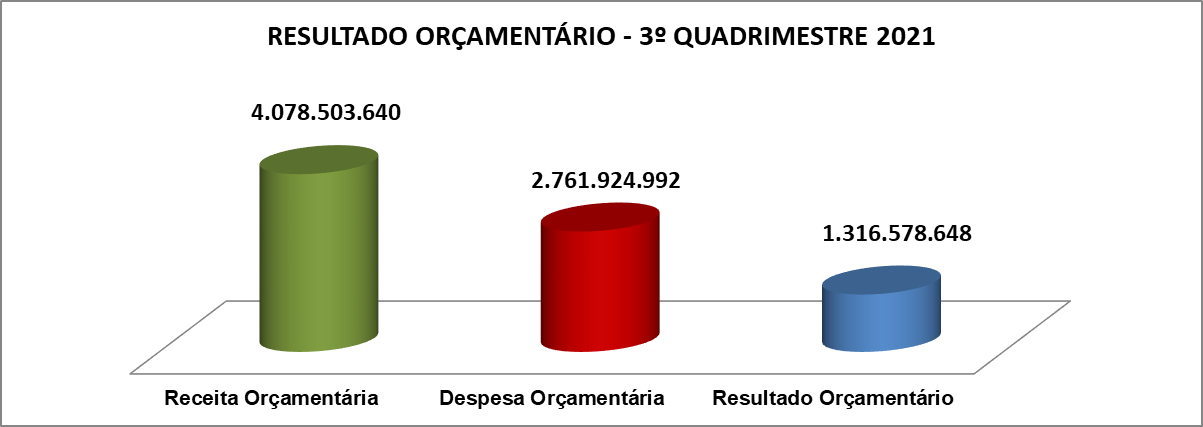 RESULTADO ORÇAMENTÁRIO - 3º QUADRIMESTRE 2021
4.078.503.640
2.761.924.992
1.316.578.648
Receita Orçamentária
Despesa Orçamentária
Resultado Orçamentário